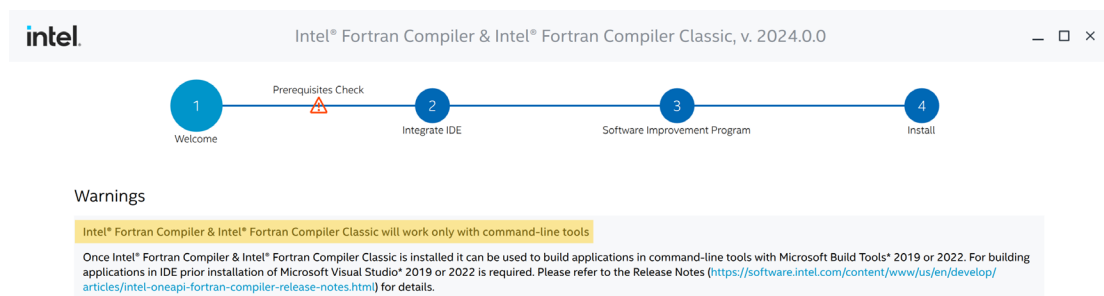 intel.
Intel® Fortran Compiler & Intel® Fortran Compiler Classic, v. 2024.0.0
Prerequisites Check
1
2
3
4
Welcome
Integrate IDE
Software Improvement Program
Install
Warnings
Intel® Fortran Compiler & Intel® Fortran Compiler Classic will work only with command-line tools
Once Intel® Fortran Compiler & Intel® Fortran Compiler Classic is installed it can be used to build applications in command-line tools with Microsoft Build Tools* 2019 or 2022. For building
applications in IDE prior installation of Microsoft Visual Studio* 2019 or 2022 is required. Please refer to the Release Notes (https://software.intel.com/content/www/us/en/develop/
articles/intel-oneapi-fortran-compiler-release-notes.html) for details.